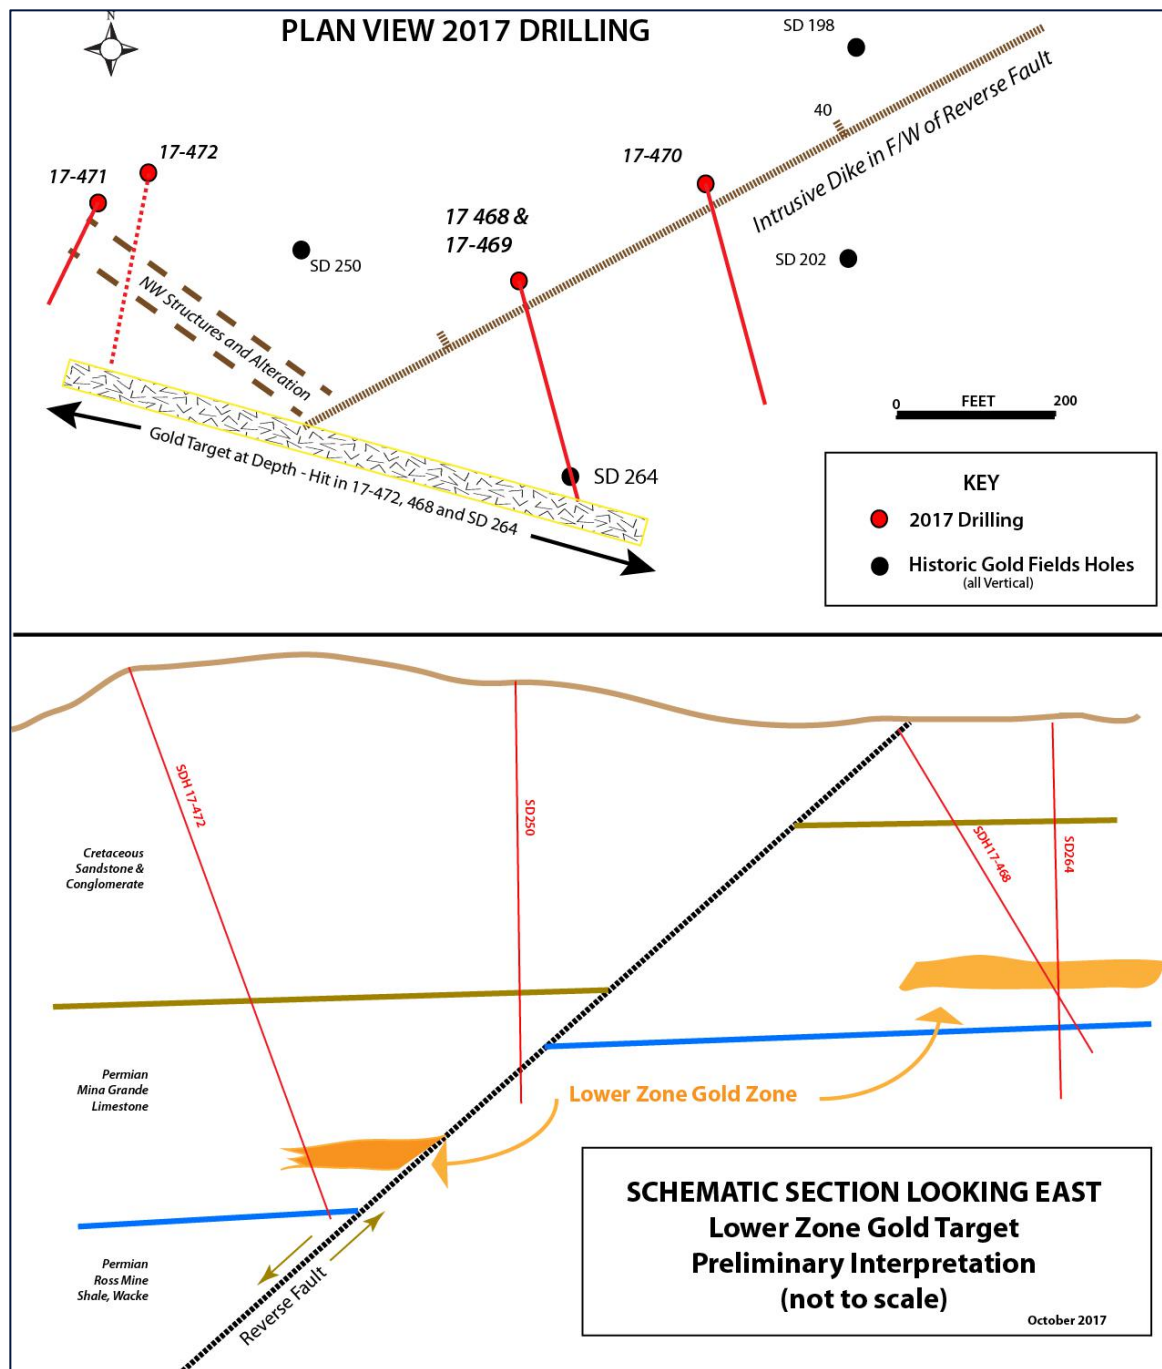 N
PLAN VIEW 2017 DRILLING
SD 198
40
Intrusive Dike in F/W of Reverse Fault
17-472
17-471
17-470
17 468 &
17-469
SD 250
SD 202
NW Structures and Alteration
0 FEET 200
Gold Target at Depth - Hit in 17-472, 468 and SD 264
SD 264
KEY
2017 Drilling
Historic Gold Fields Holes
(all Vertical)
SDH 17-472
SD250
SDH17-468
SD264
Cretaceous
Sandstone &
Conglomerate
Permian
Mina Grande
Limestone
Lower Zone Gold Zone
Permian
Ross Mine
Shale, Wacke
Reverse Fault
SCHEMATIC SECTION LOOKING EAST
Lower Zone Gold Target
Preliminary Interpretation
(not to scale)
October 2017